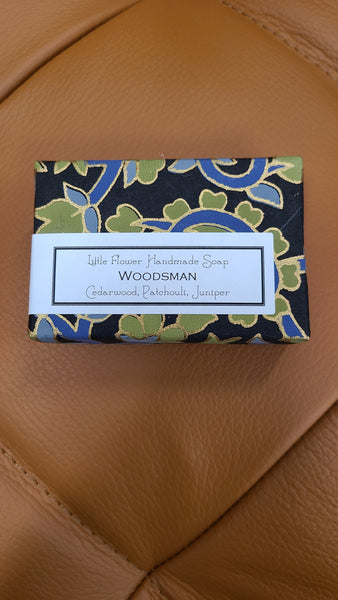 Little Flower Handmade Soap
WOODSMAN
Cedarwood, Patchouli, Juniper